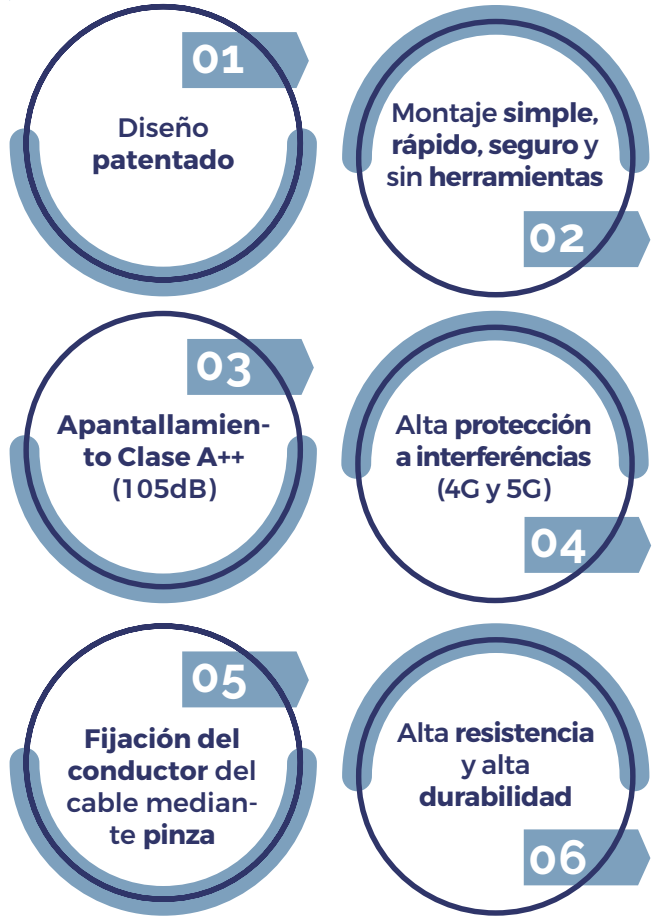 01
Diseño
patentado
Montaje simple,
rápido, seguro y
sin herramientas
02
03
Apantallamien-
to Clase A++
(105dB)
Alta protección
a interferéncias
(4G y 5G)
04
05
Fijación del
conductor del
cable median-
te pinza
Alta resistencia
y alta
durabilidad
06